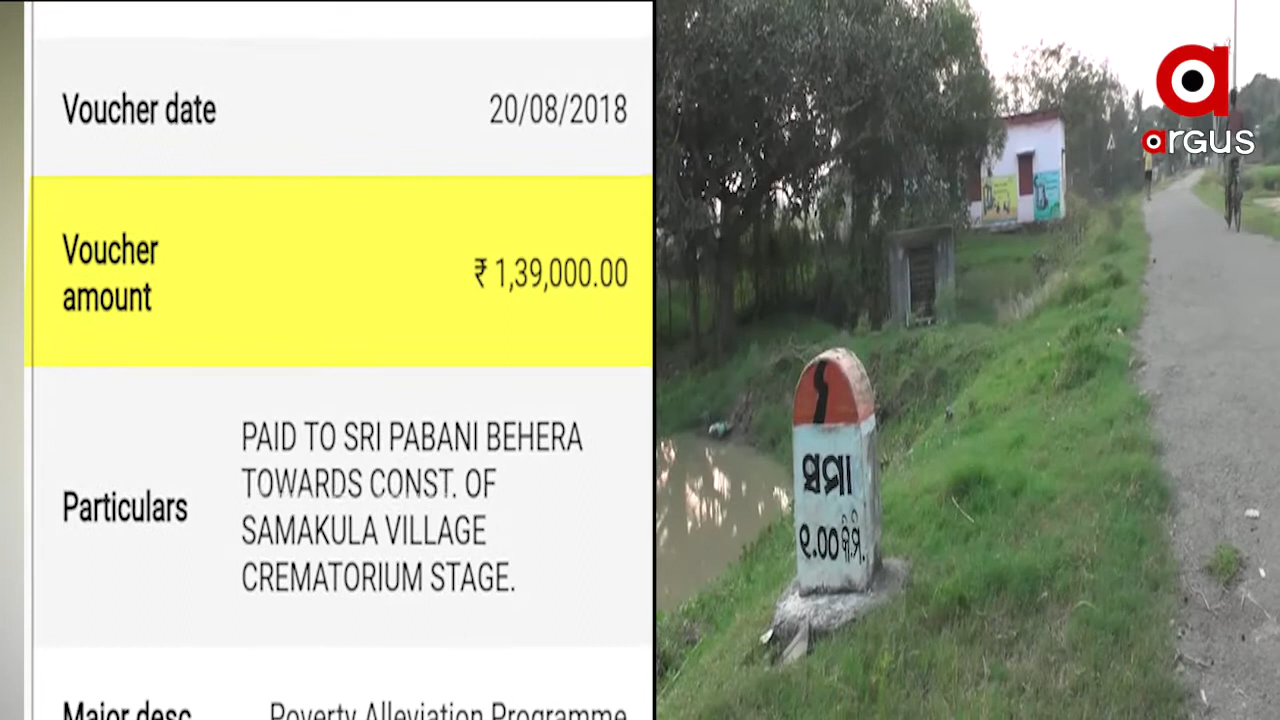 Voucher date
20/08/2018
Voucher
amount
₹ 1,39,000.00
Particulars
PAID TO SRI PABANI BEHERA
TOWARDS CONST. OF
SAMAKULA VILLAGE
CREMATORIUM STAGE.
Major desc
Poverty Alleviation Programme
argus
ସମା
୧.00 କି.ମି.